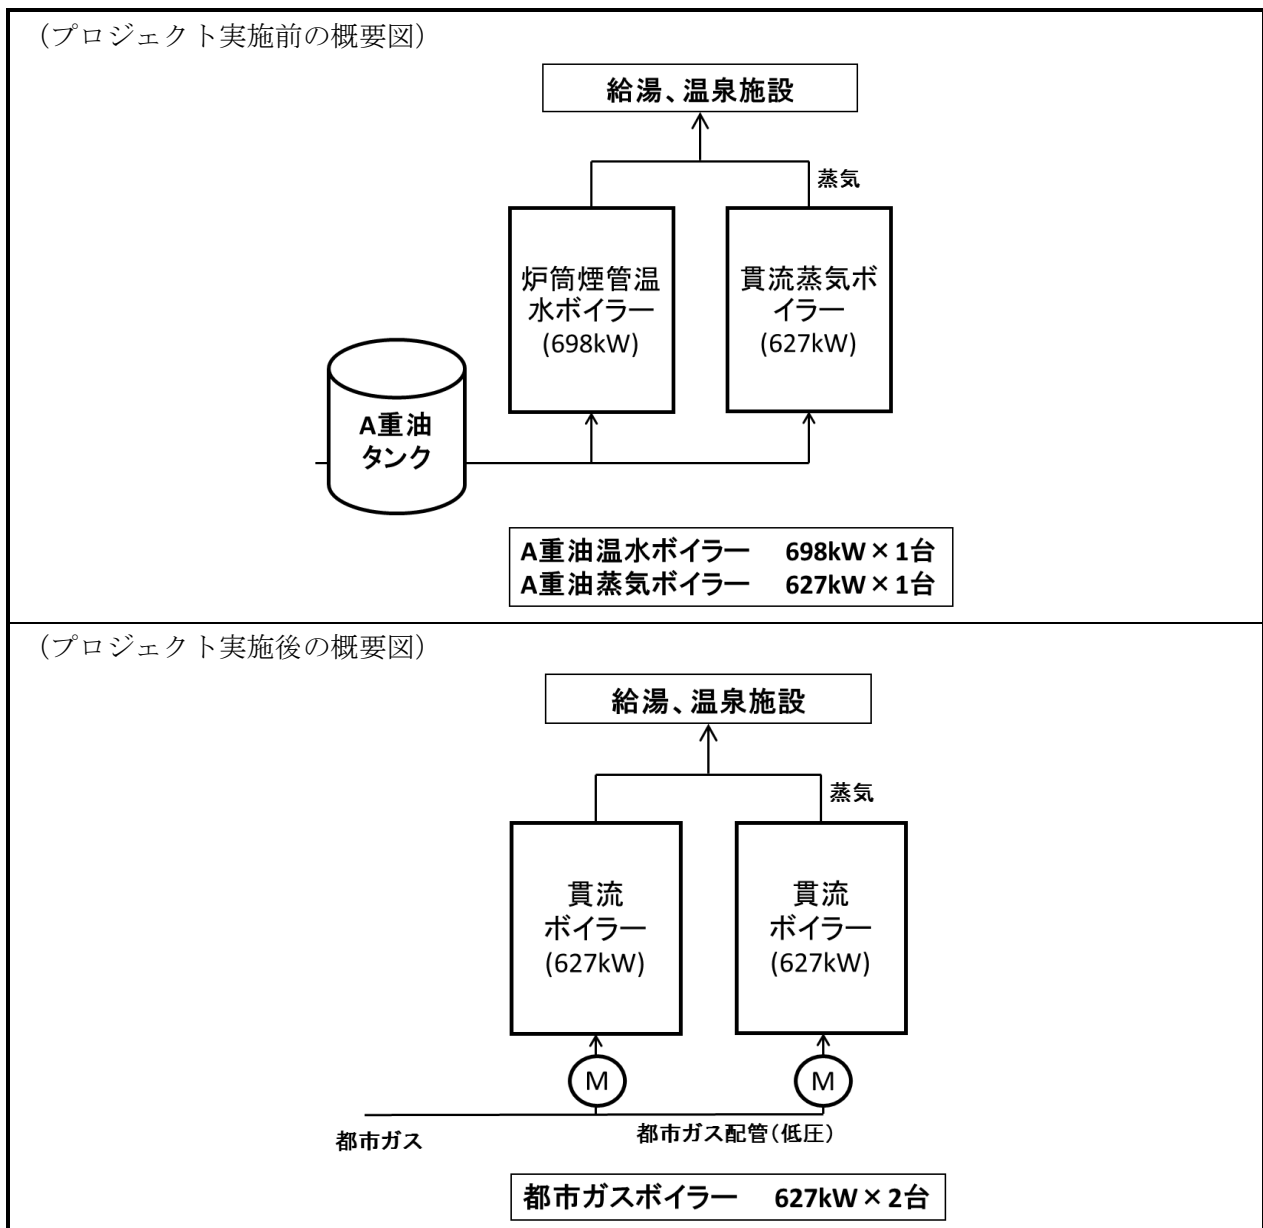 （プロジェクト実施前の概要図）
給湯、温泉施設
蒸気
炉筒煙管温
水ボイラー
(698kW)
貫流蒸気ボ
イラー
(627kW)
A重油
タンク
A重油温水ボイラー　698kW×1台
A重油蒸気ボイラー　627kW×1台
（プロジェクト実施後の概要図）
給湯、温泉施設
蒸気
貫流
ボイラー
(627kW)
貫流
ボイラー
(627kW)
M
M
都市ガス
都市ガス配管（低圧）
都市ガスボイラー　627kW×2台